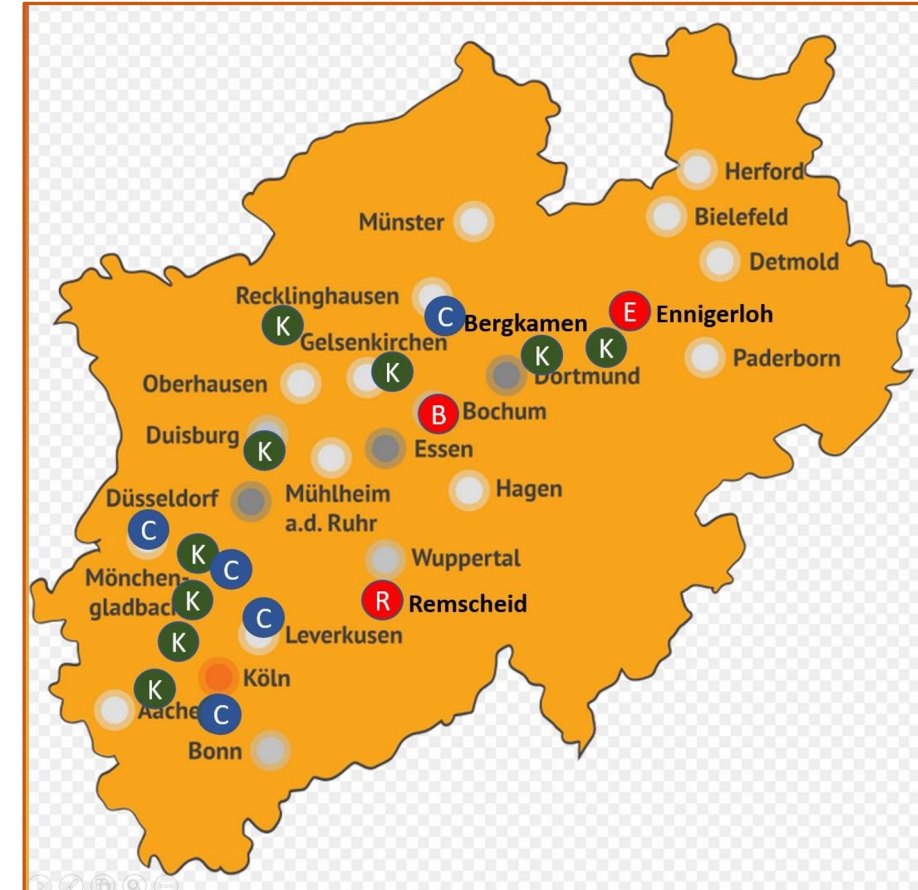 Herford
Münster
Bielefeld
Detmold
Recklinghausen
C
Bergkamen
E
Ennigerloh
K
Gelsenkirchen
K
K
Paderborn
Oberhausen
K
Dortmund
B
Bochum
Duisburg
K
Essen
Düsseldorf
Mühlheim
a.d. Ruhr
Hagen
C
K
C
Wuppertal
Mönchen-
gladbac
K
R
Remscheid
C
Leverkusen
K
Köln
K
Aache
C
Bonn